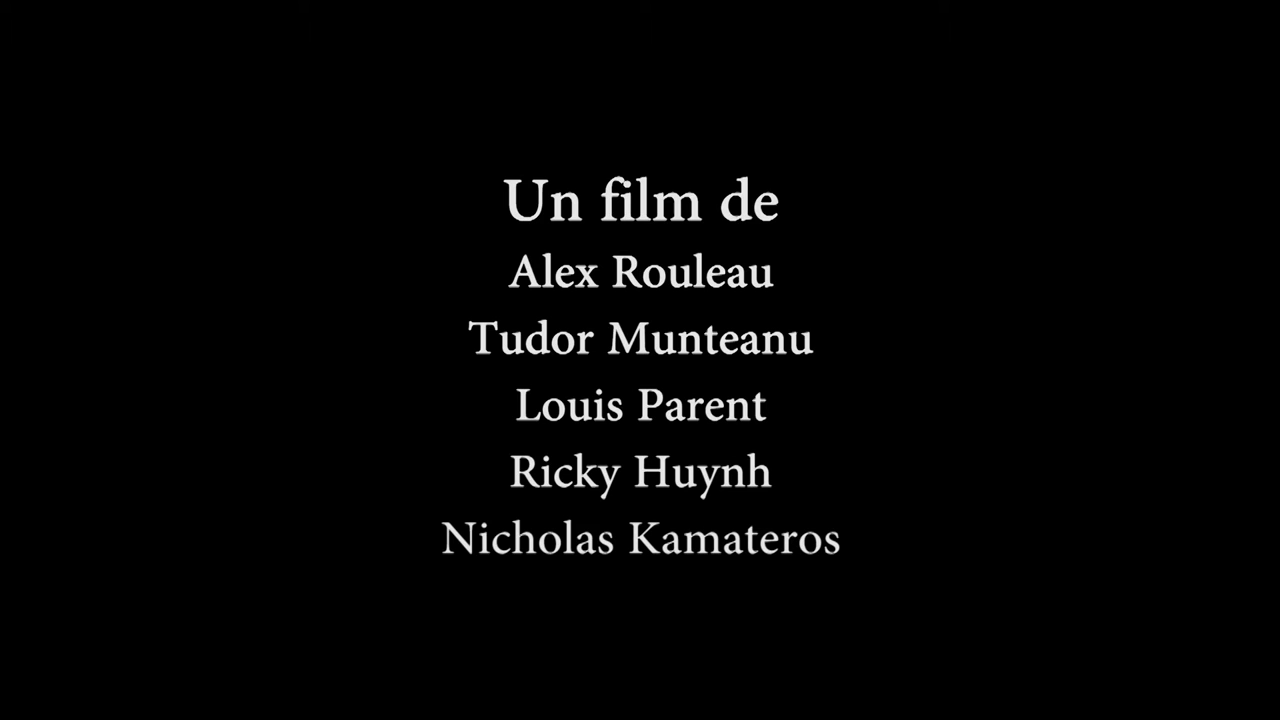 Un film de
Alex Rouleau
Tudor Munteanu
Louis Parent
Ricky Huynh
Nicholas Kamateros